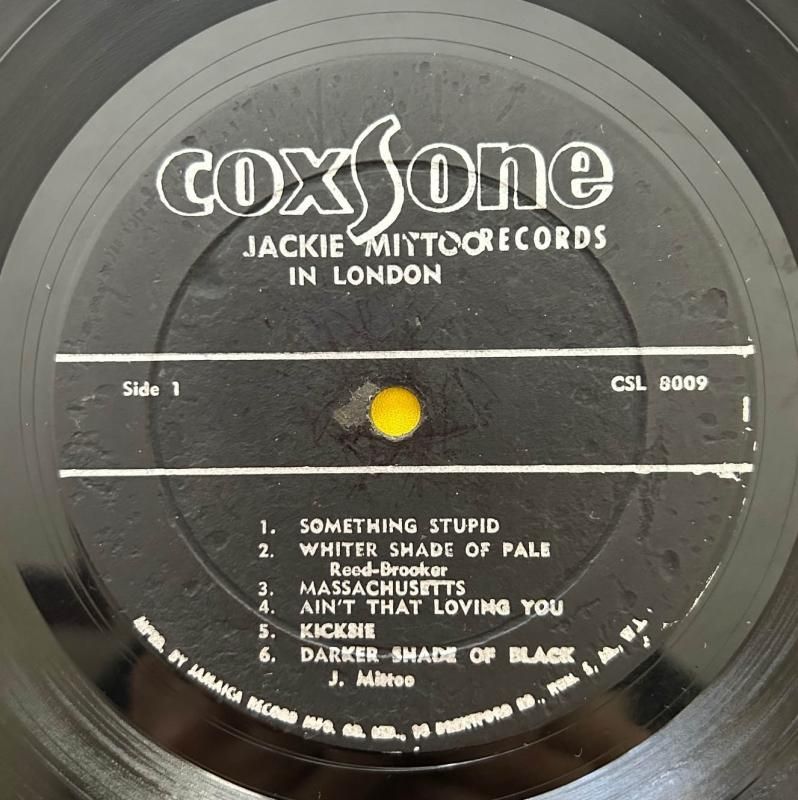 coxsone
RECORDS
JACKIE MITTOO
IN LONDON
Side 1
CSL 8009
1. SOMETHING STUPID
2. WHITER SHADE OF PALE
Reed-Brooker
3. MASSACHUSETTS
4. AIN'T THAT LOVING YOU
5. KICKSIE
6. DARKER SHADE OF BLACK
J. Mittoo
MFRD. BY JAMAICA RECORD MFG. CO. LTD., BRENTFORD RD., W.I.